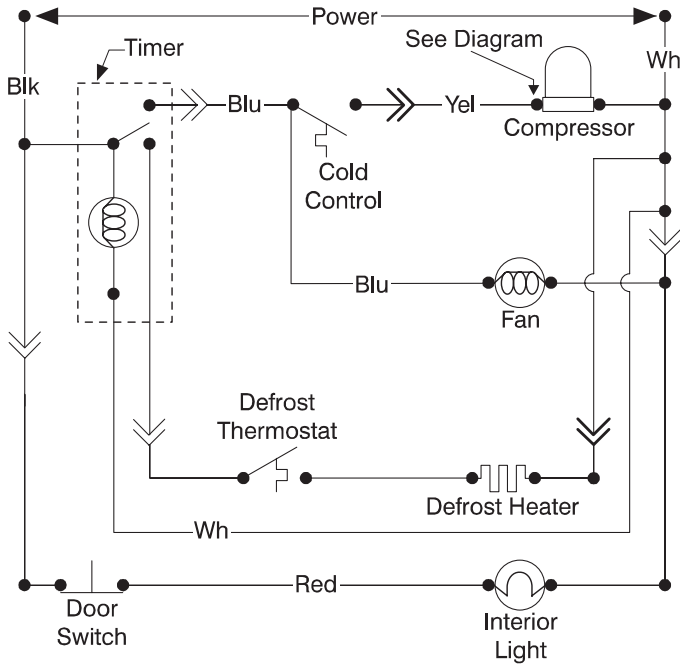 Power
Timer
See Diagram
Blk
Wh
Blu
Yel
Compressor
Cold
Control
Blu
Fan
Defrost
Thermostat
Defrost Heater
Wh
Red
Door
Switch
Interior
Light